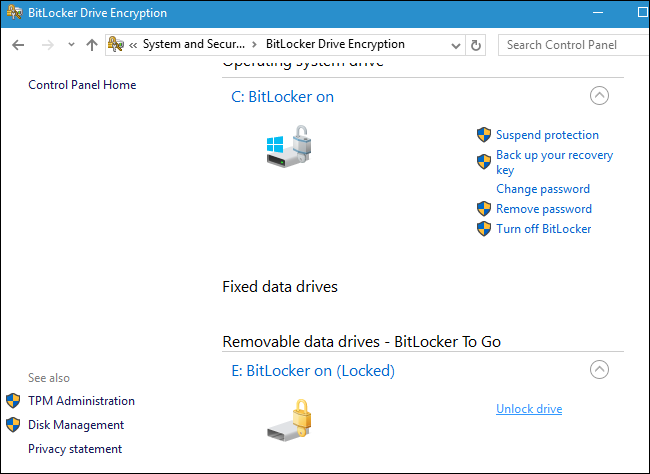 BitLocker Drive Encryption
« System and Secur... > BitLocker Drive Encryption
Search Control Panel
Control Panel Home
Operating system drive
C: BitLocker on
Suspend protection
Back up your recovery
key
Change password
Remove password
Turn off BitLocker
Fixed data drives
Removable data drives - BitLocker To Go
E: BitLocker on (Locked)
Unlock drive
See also
TPM Administration
Disk Management
Privacy statement